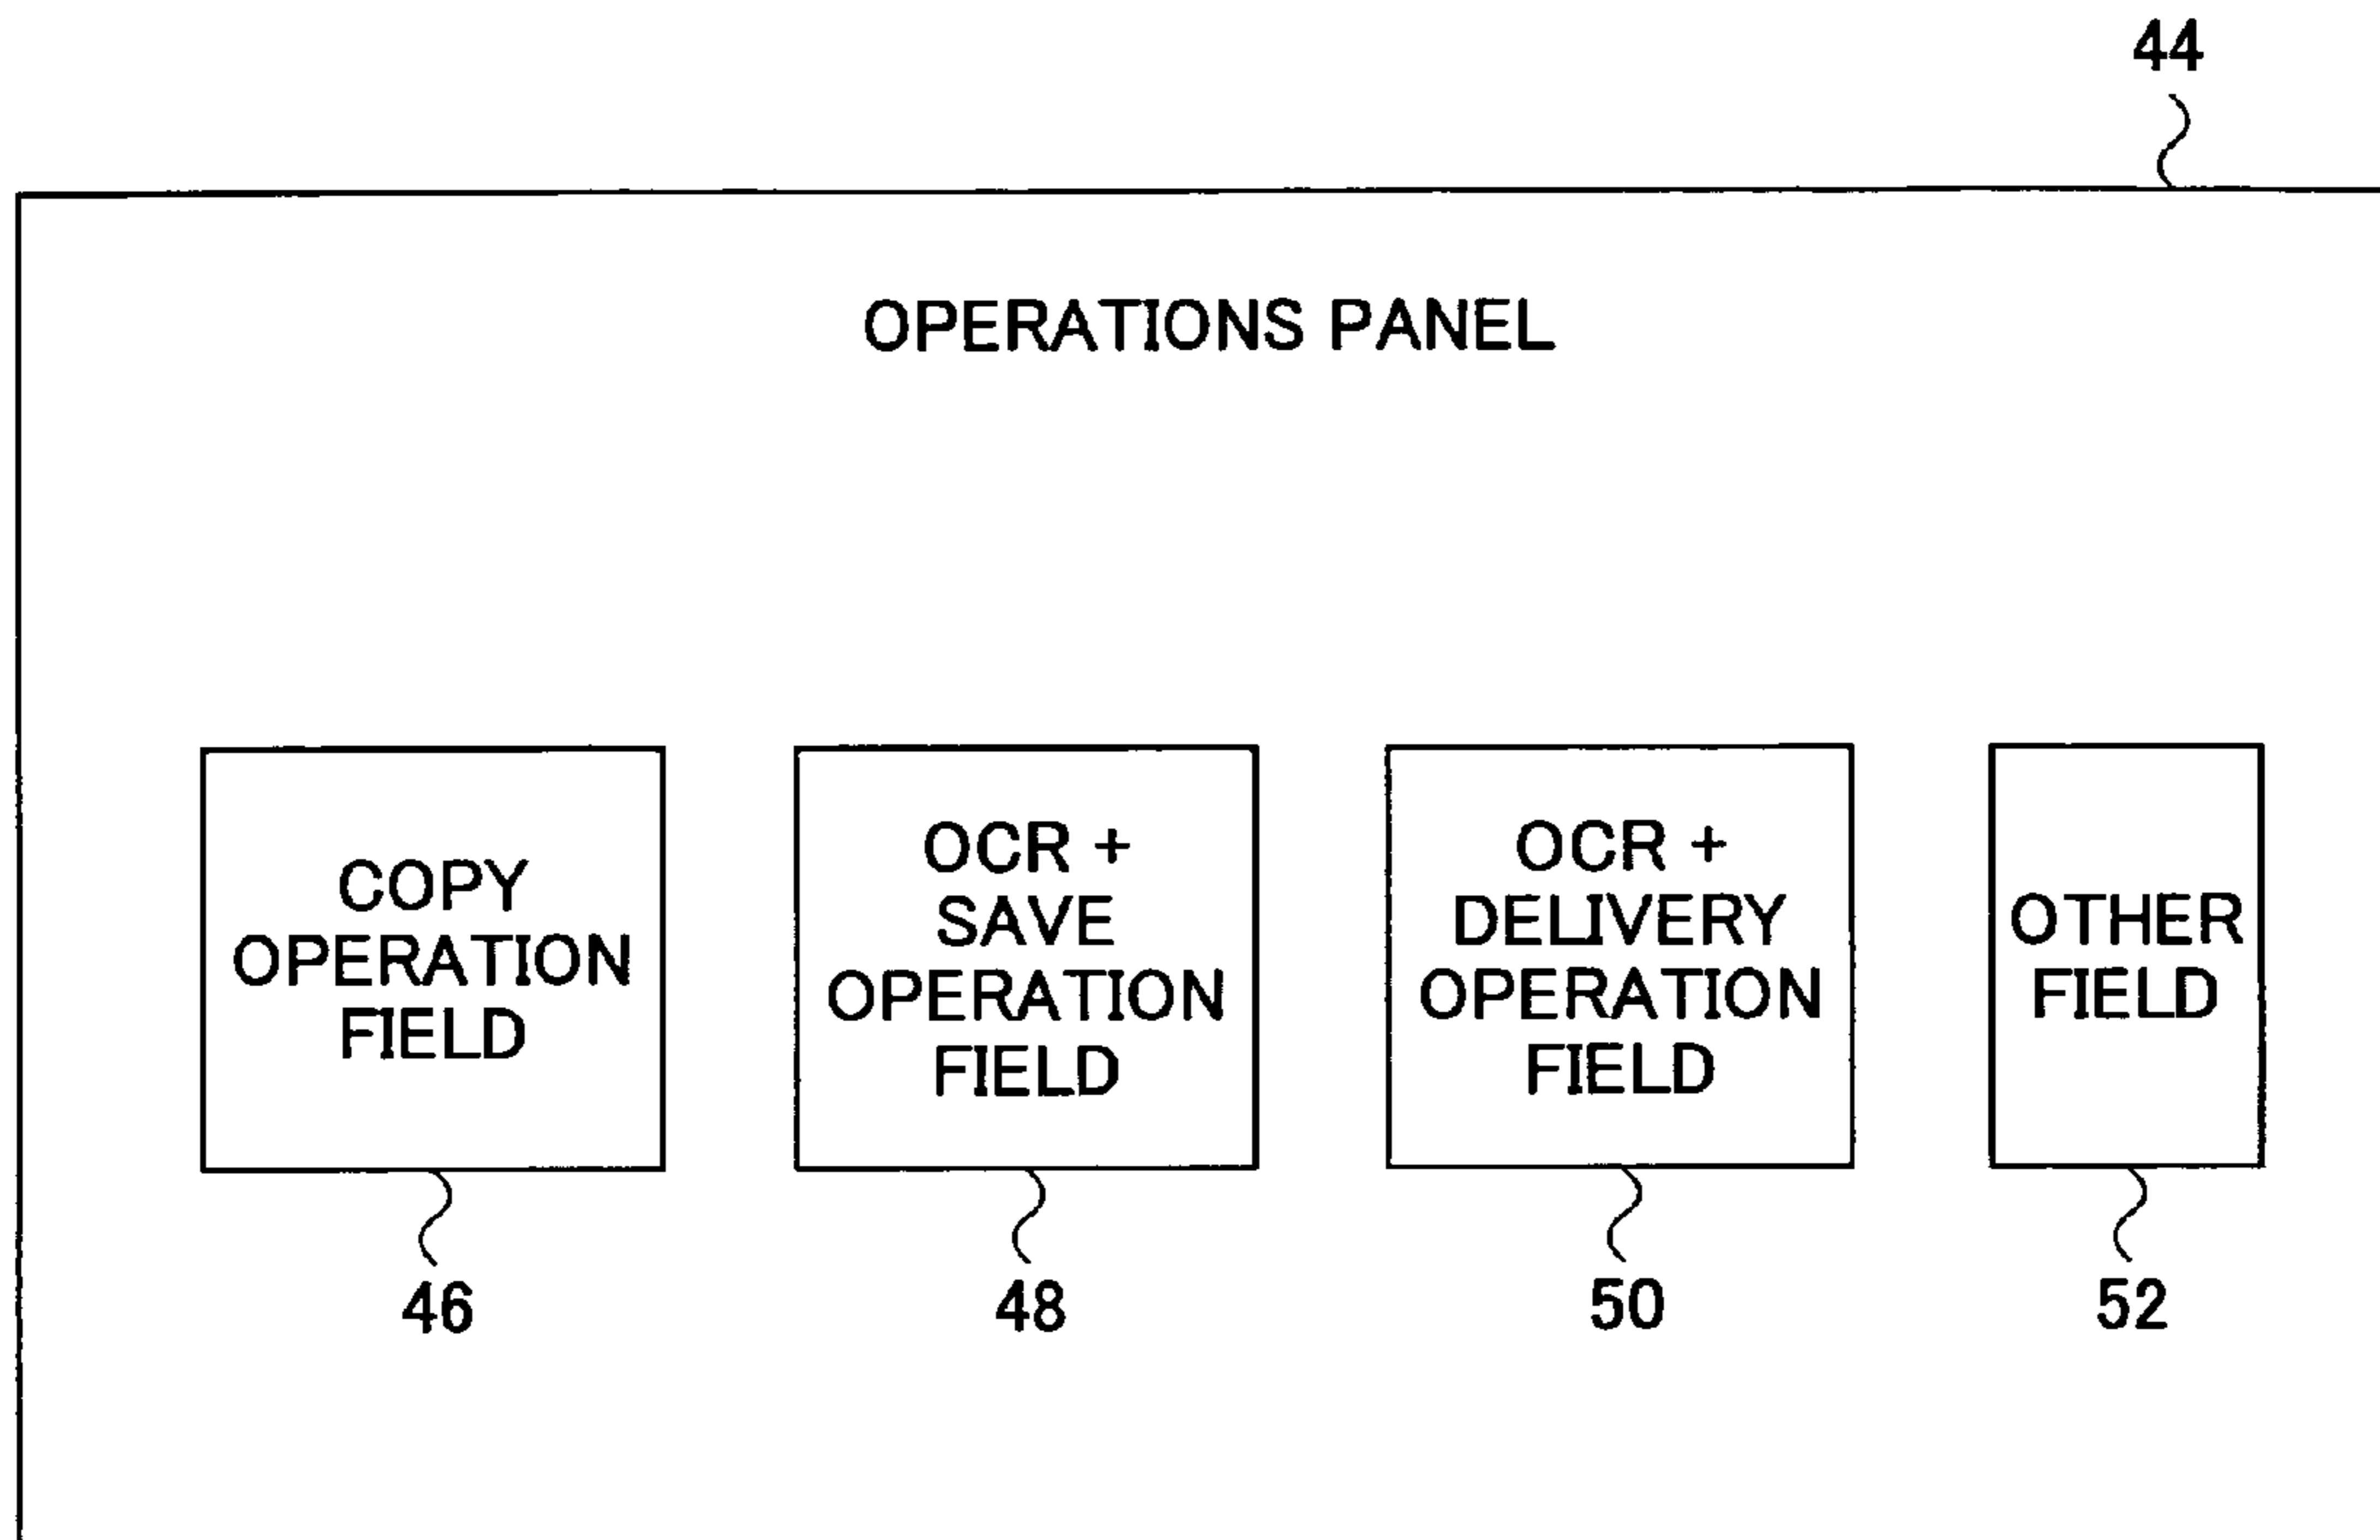 44
OPERATIONS PANEL
COPY
OPERATION
FIELD
OCR +
SAVE
OPERATION
FIELD
OCR +
DELIVERY
OPERATION
FIELD
OTHER
FIELD
46
48
50
52